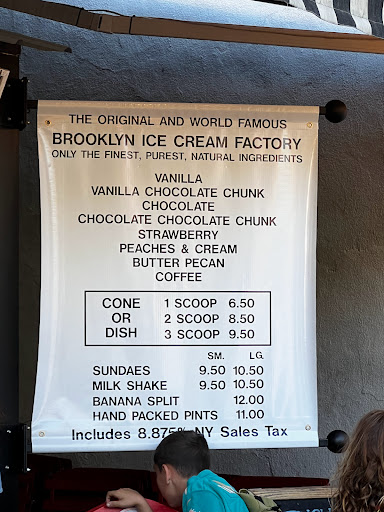 THE ORIGINAL AND WORLD FAMOUS
BROOKLYN ICE CREAM FACTORY
ONLY THE FINEST, PUREST, NATURAL INGREDIENTS
VANILLA
VANILLA CHOCOLATE CHUNK
CHOCOLATE
CHOCOLATE CHOCOLATE CHUNK
STRAWBERRY
PEACHES & CREAM
BUTTER PECAN
COFFEE
CONE OR DISH
1 SCOOP 6.50
2 SCOOP 8.50
3 SCOOP 9.50
SM. LG.
SUNDAES 9.50 10.50
MILK SHAKE 9.50 10.50
BANANA SPLIT 12.00
HAND PACKED PINTS 11.00
Includes 8.875% NY Sales Tax